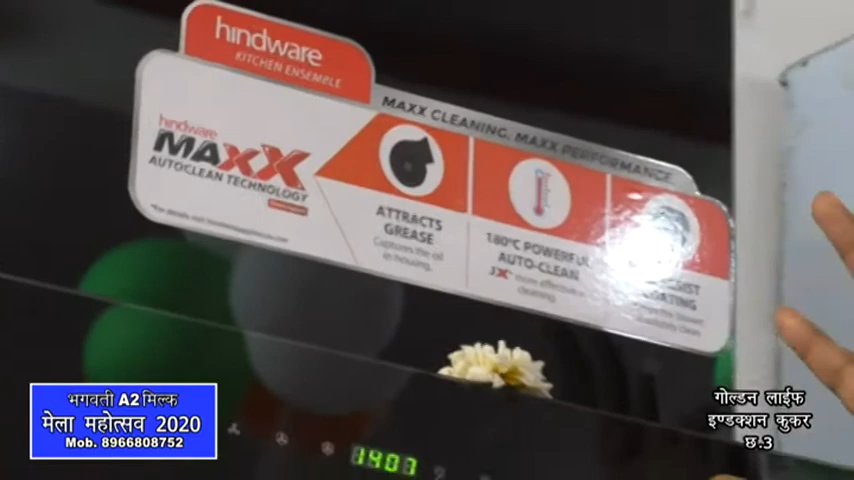 hindware
KITCHEN ENSEMBLE
MAXX CLEANING, MAXX PERFORMANCE
hindware
MAXX
AUTOCLEAN TECHNOLOGY
ATTRACTS
GREASE
Captures the oil
in housing.
180°C POWERFUL
AUTO-CLEAN
3X more effective
cleaning
1407
भगवती A2 मिल्क
मेला महोत्सव 2020
Mob. 8966808752
गोल्डन लाईफ
इण्डक्शन कुकर
छ.3